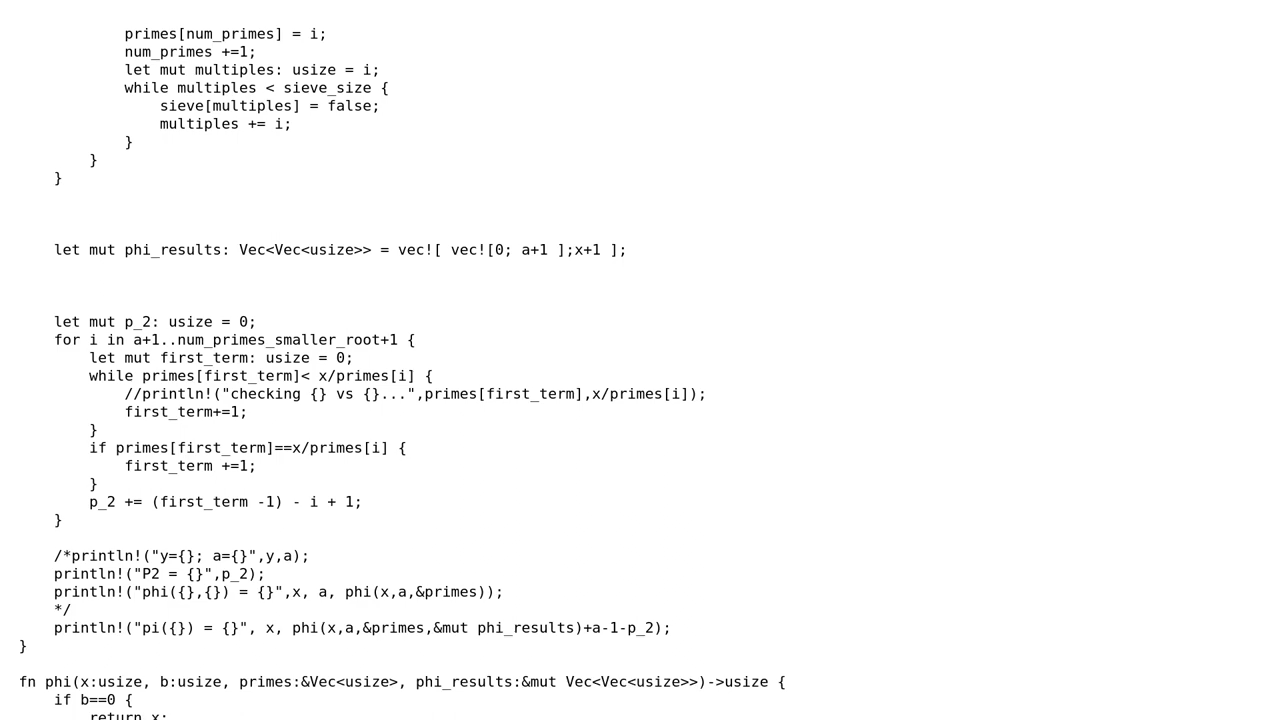 primes[num_primes] = i;
            num_primes +=1;
            let mut multiples: usize = i;
            while multiples < sieve_size {
                sieve[multiples] = false;
                multiples += i;
            }
        }
    }
    let mut phi_results: Vec<Vec<usize>> = vec![ vec![0; a+1 ];x+1 ];
    let mut p_2: usize = 0;
    for i in a+1..num_primes_smaller_root+1 {
        let mut first_term: usize = 0;
        while primes[first_term]< x/primes[i] {
            //println!("checking {} vs {}...",primes[first_term],x/primes[i]);
            first_term+=1;
        }
        if primes[first_term]==x/primes[i] {
            first_term +=1;
        }
        p_2 += (first_term -1) - i + 1;
    }
    /*println!("y={}; a={}",y,a);
    println!("P2 = {}",p_2);
    println!("phi({},{}) = {}",x, a, phi(x,a,&primes));
    */
    println!("pi({}) = {}", x, phi(x,a,&primes,&mut phi_results)+a-1-p_2);
}
fn phi(x:usize, b:usize, primes:&Vec<usize>, phi_results:&mut Vec<Vec<usize>>)->usize {
    if b==0 {
        return x;